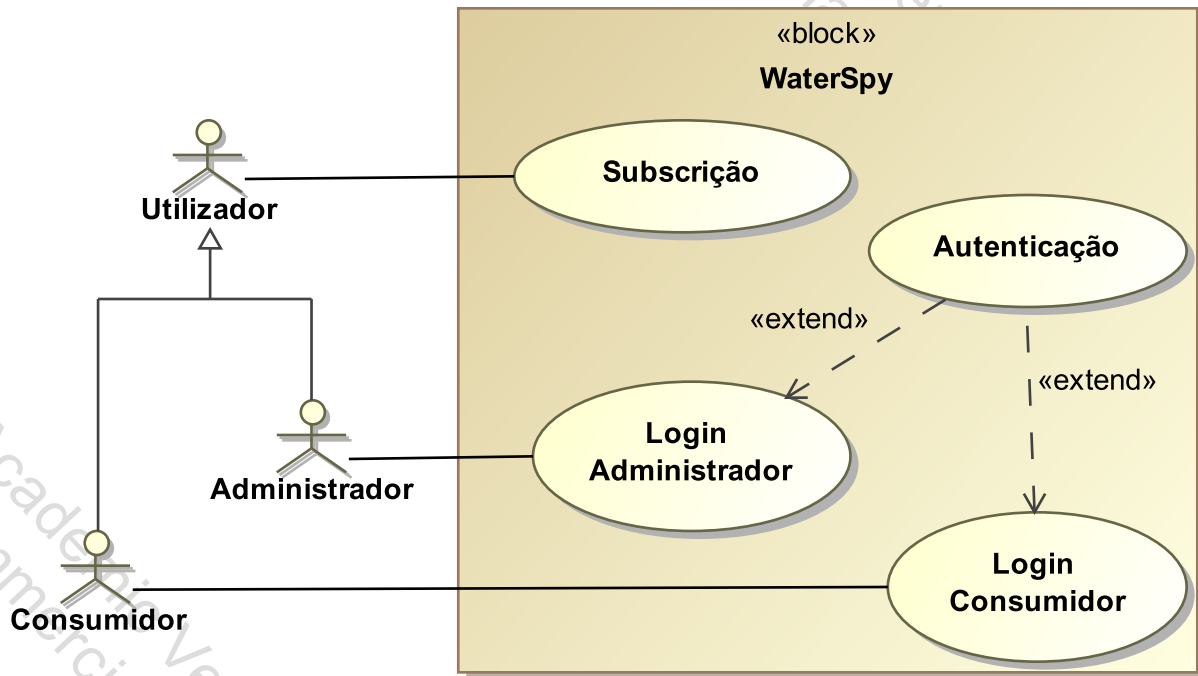 «block»
WaterSpy
Subscrição
Utilizador
Autenticação
«extend»
«extend»
Login
Administrador
Administrador
Login
Consumidor
Consumidor